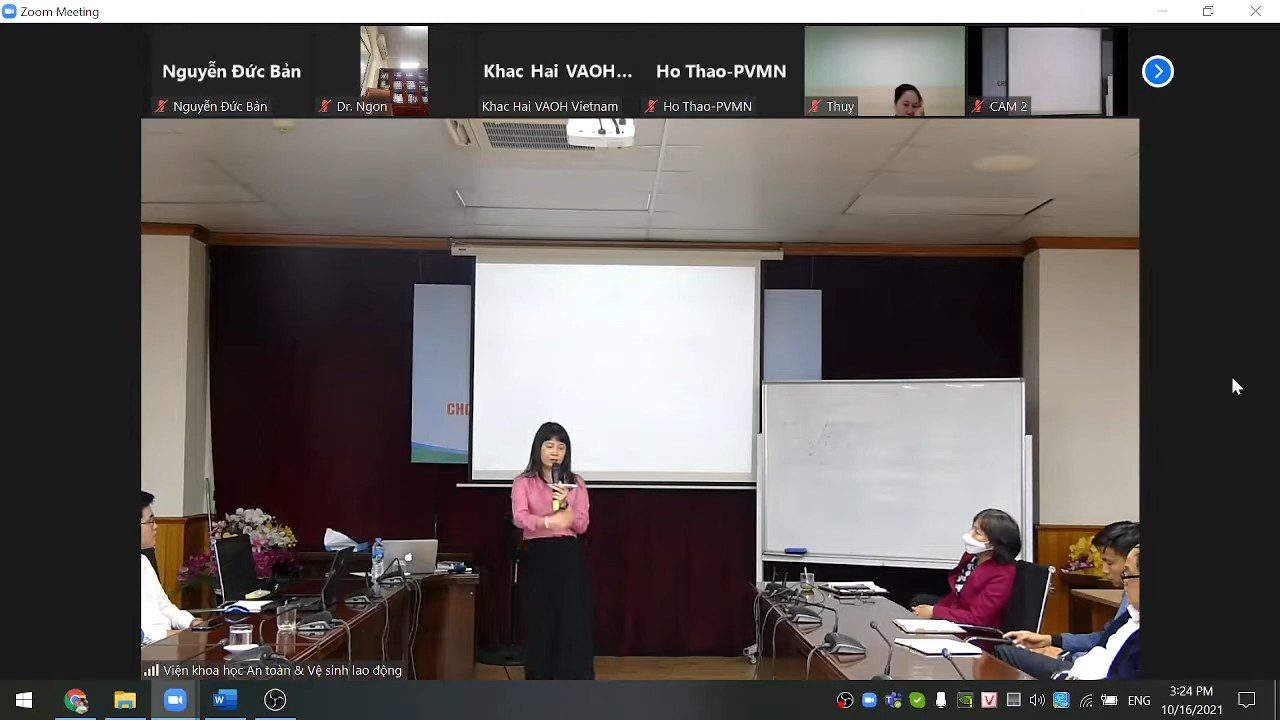 Zoom Meeting
Nguyễn Đức Bản
Khac Hai VAOH...
Ho Thao-PVMN
Nguyễn Đức Bản
Dr. Ngon
Khac Hai VAOH Vietnam
Ho Thao-PVMN
Thuy
CAM 2
CHO
Viện khoa học An toàn & Vệ sinh lao động
ENG
3:24 PM
10/16/2021